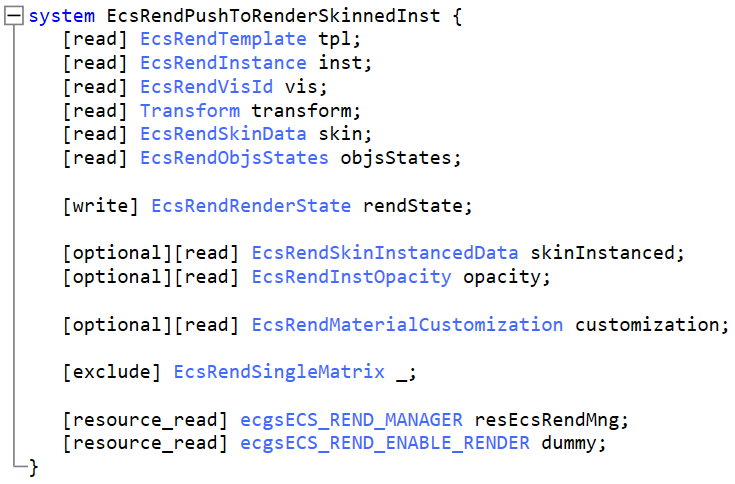 system EcsRendPushToRenderSkinnedInst {
[read] EcsRendTemplate tpl;
[read] EcsRendInstance inst;
[read] EcsRendVisId vis;
[read] Transform transform;
[read] EcsRendSkinData skin;
[read] EcsRendObjsStates objsStates;
[write] EcsRendRenderState rendState;
[optional][read] EcsRendSkinInstancedData skinInstanced;
[optional][read] EcsRendInstOpacity opacity;
[optional][read] EcsRendMaterialCustomization customization;
[exclude] EcsRendSingleMatrix _;
[resource_read] ecgsECS_REND_MANAGER resEcsRendMng;
[resource_read] ecgsECS_REND_ENABLE_RENDER dummy;
}